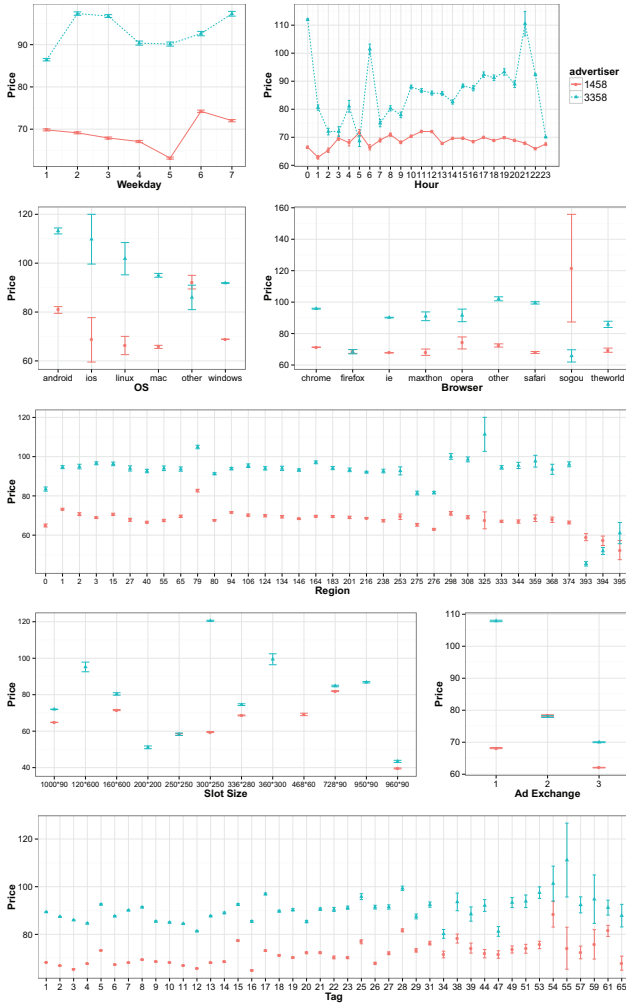 Price
90
80
70
1 2 3 4 5 6 7
Weekday
Price
110
100
90
80
70
60
0 1 2 3 4 5 6 7 8 9 10 11 12 13 14 15 16 17 18 19 20 21 22 23
Hour
advertiser
1458
3358
Price
120
100
80
60
android ios linux mac other windows
OS
Price
160
140
120
100
80
60
chrome firefox ie maxthon opera other safari sogou theworld
Browser
Price
120
100
80
60
0 1 2 3 15 27 40 55 65 79 80 94 106 124 134 146 164 183 201 216 238 253 275 276 298 308 325 333 344 359 368 374 393 394 395
Region
Price
120
100
80
60
40
1000*90 120*600 160*600 200*200 250*250 300*250 336*280 360*300 468*60 728*90 950*90 960*90
Slot Size
Price
110
100
90
80
70
60
1 2 3
Ad Exchange
Price
120
100
80
1 2 3 4 5 6 7 8 9 10 11 12 13 14 15 16 17 18 19 20 21 22 23 25 26 27 28 29 31 34 38 39 44 47 49 51 53 54 55 57 59 61 65
Tag